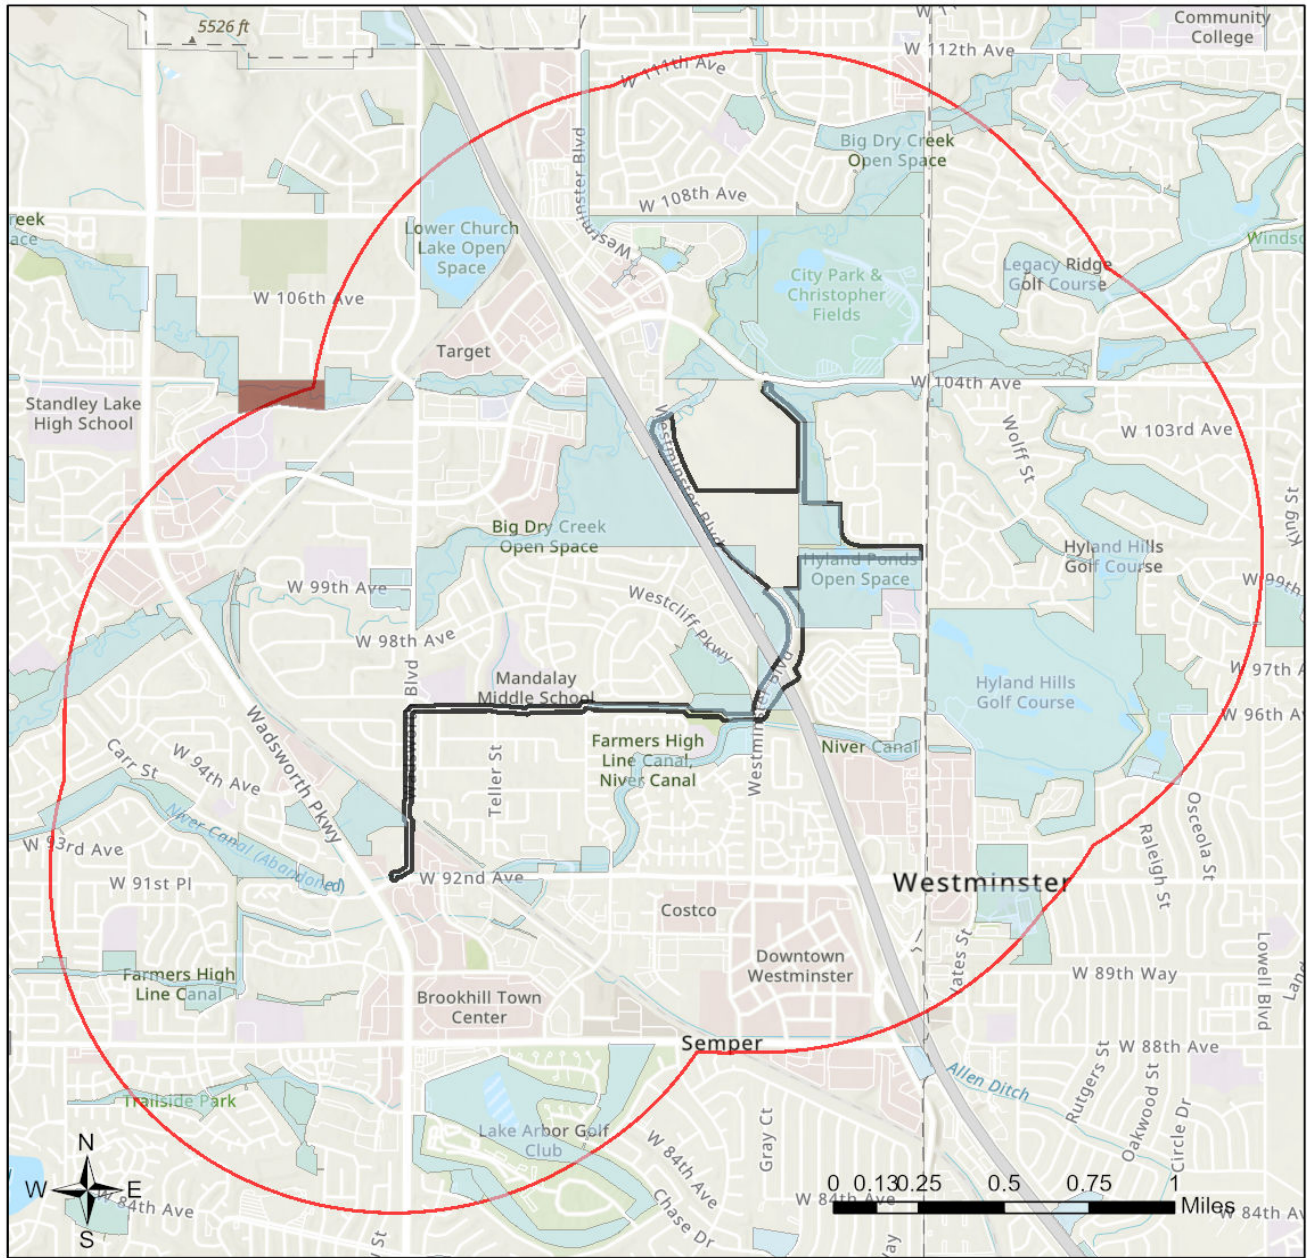 5526 ft
Community
College
W 112th Ave
W 111th Ave
Westminster Blvd
Big Dry Creek
Open Space
W 108th Ave
Lower Church
Lake Open
Space
Westminster
City Park &
Christopher
Fields
Legacy Ridge
Golf Course
W 106th Ave
Target
W 104th Ave
Standley Lake
High School
Wolff St
W 103rd Ave
King St
Westminster Blvd
Big Dry Creek
Open Space
Hyland Ponds
Open Space
Hyland Hills
Golf Course
W 99th Ave
W 99th
W 98th Ave
Westcliff Pkwy
Mandalay
Middle School
Wadsworth Blvd
Westminster Blvd
Hyland Hills
Golf Course
W 97th A
W 96th
Farmers High
Line Canal,
Niver Canal
Niver Canal
Carr St
W 94th Ave
Wadsworth Pkwy
Teller St
Niver Canal (Abandoned)
W 93rd Ave
W 91st Pl
W 92nd Ave
Westminster
Osceola St
Raleigh St
Costco
Downtown
Westminster
Yates St
W 89th Way
Lowell Blvd
Farmers High
Line Canal
Brookhill Town
Center
Semper
W 88th Ave
Allen Ditch
Rutgers St
Oakwood St
Circle Dr
Trailside Park
Lake Arbor Golf
Club
W 84th Ave
Chase Dr
Gray Ct
N
W E
S
W 84th Ave
0 0.13 0.25 0.5 0.75 1
Miles
W 84th Ave
W 84th A